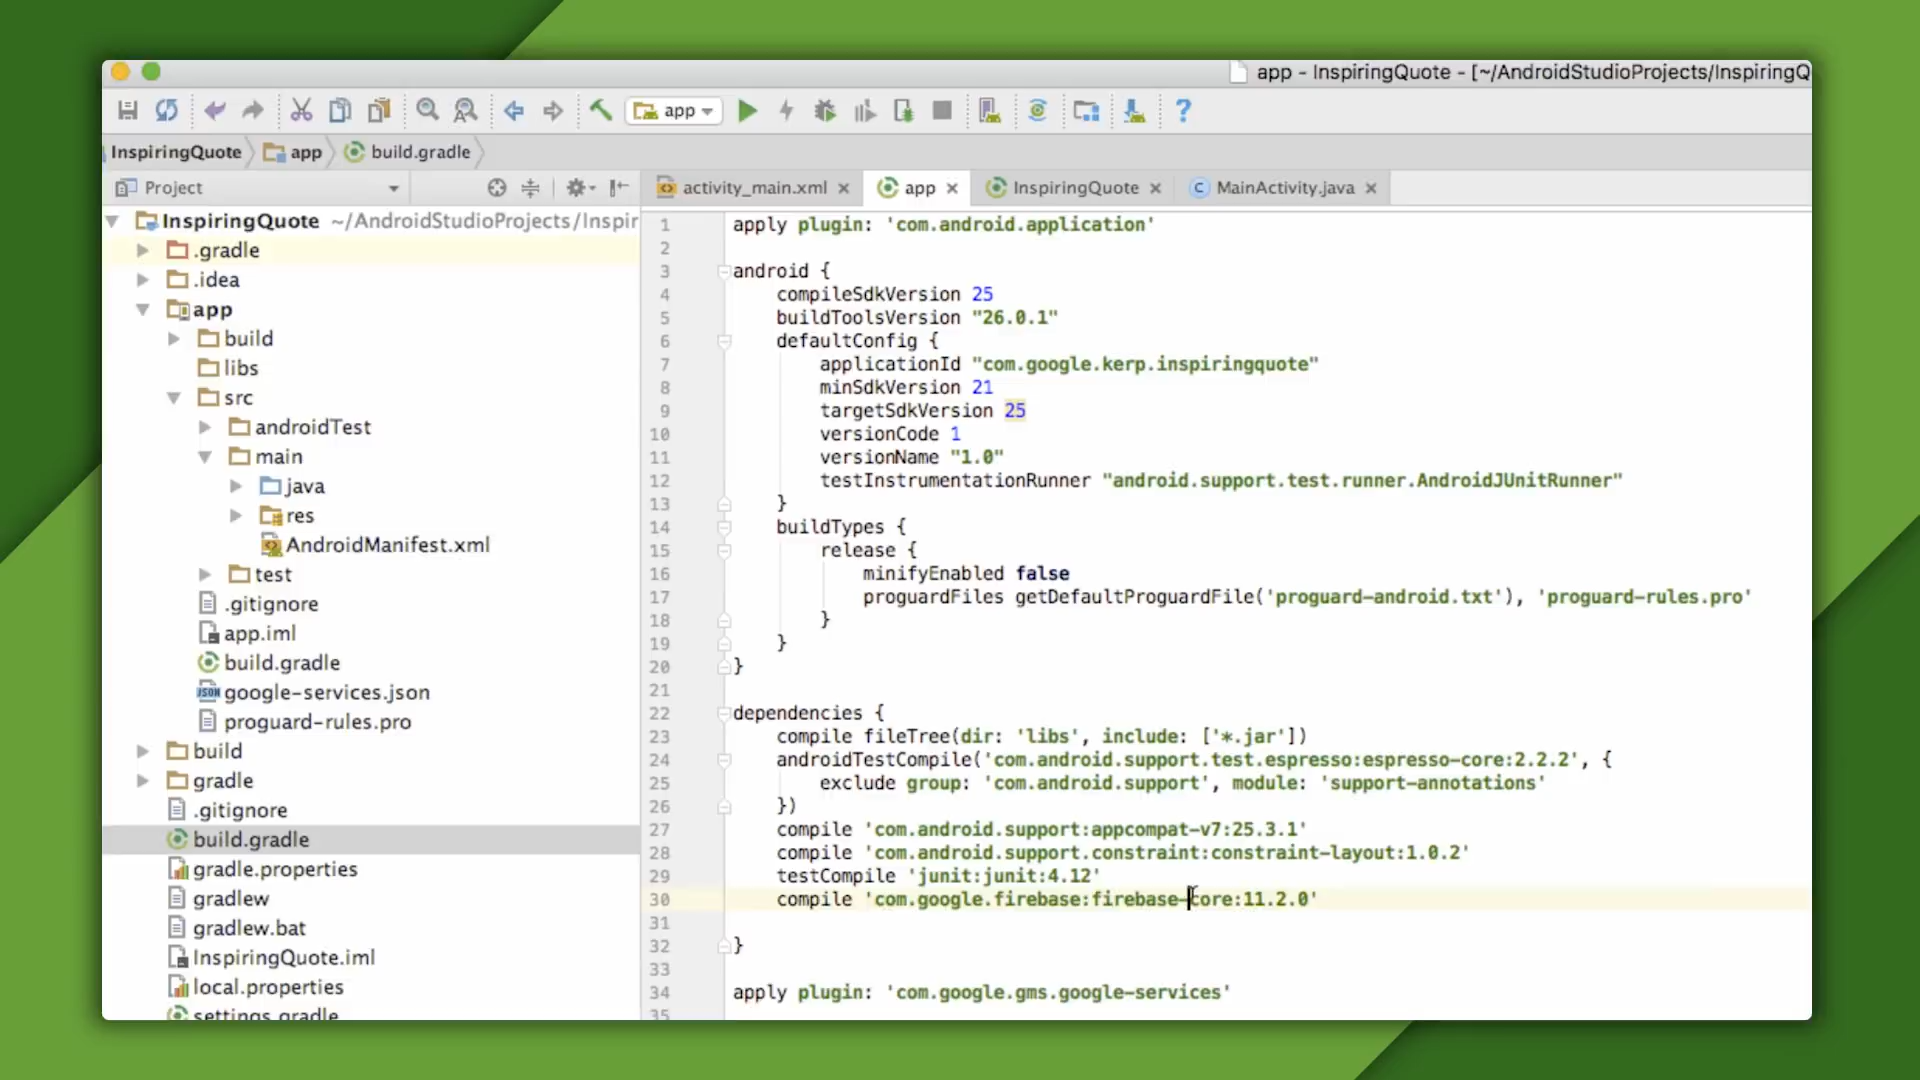 app - InspiringQuote - [~/AndroidStudioProjects/InspiringQ
app
?
InspiringQuote
app
build.gradle
Project
activity_main.xml
app
InspiringQuote
C MainActivity.java
InspiringQuote ~/AndroidStudioProjects/Inspir
.gradle
.idea
app
build
libs
src
androidTest
main
java
res
AndroidManifest.xml
test
.gitignore
app.iml
build.gradle
JSON google-services.json
proguard-rules.pro
build
gradle
.gitignore
build.gradle
gradle.properties
gradlew
gradlew.bat
InspiringQuote.iml
local.properties
settings.gradle
1 apply plugin: 'com.android.application'
2
3 android {
4 compileSdkVersion 25
5 buildToolsVersion "26.0.1"
6 defaultConfig {
7 applicationId "com.google.kerp.inspiringquote"
8 minSdkVersion 21
9 targetSdkVersion 25
10 versionCode 1
11 versionName "1.0"
12 testInstrumentationRunner "android.support.test.runner.AndroidJUnitRunner"
13 }
14 buildTypes {
15 release {
16 minifyEnabled false
17 proguardFiles getDefaultProguardFile('proguard-android.txt'), 'proguard-rules.pro'
18 }
19 }
20 }
21
22 dependencies {
23 compile fileTree(dir: 'libs', include: ['*.jar'])
24 androidTestCompile('com.android.support.test.espresso:espresso-core:2.2.2', {
25 exclude group: 'com.android.support', module: 'support-annotations'
26 })
27 compile 'com.android.support:appcompat-v7:25.3.1'
28 compile 'com.android.support.constraint:constraint-layout:1.0.2'
29 testCompile 'junit:junit:4.12'
30 compile 'com.google.firebase:firebase-core:11.2.0'
31
32 }
33
34 apply plugin: 'com.google.gms.google-services'
35